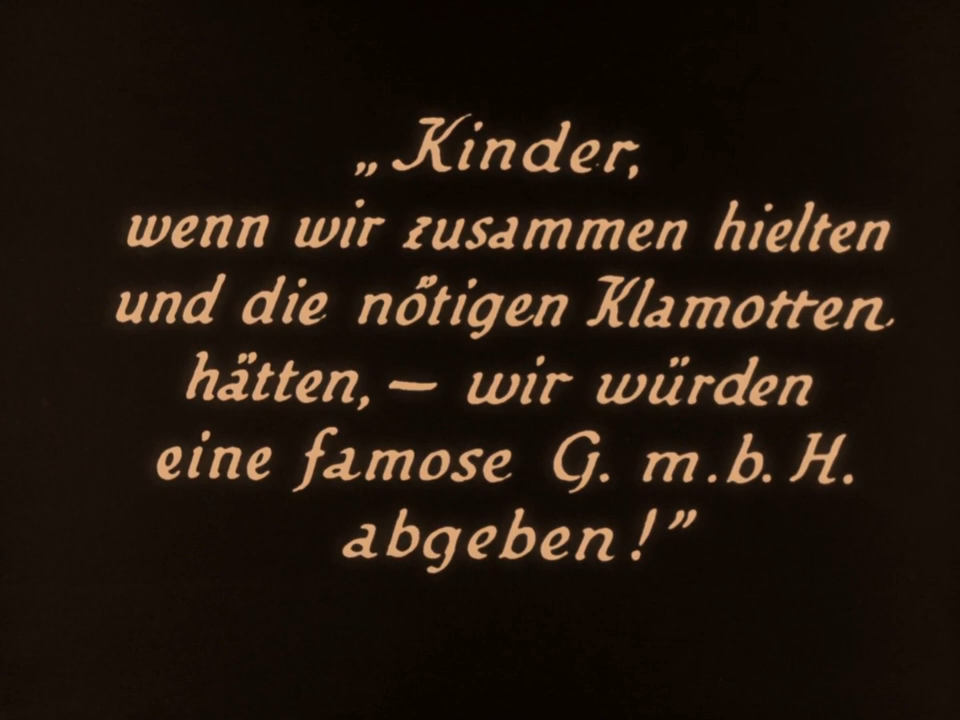 „Kinder,
wenn wir zusammen hielten
und die nötigen Klamotten
hätten, — wir würden
eine famose G. m. b. H.
abgeben!”